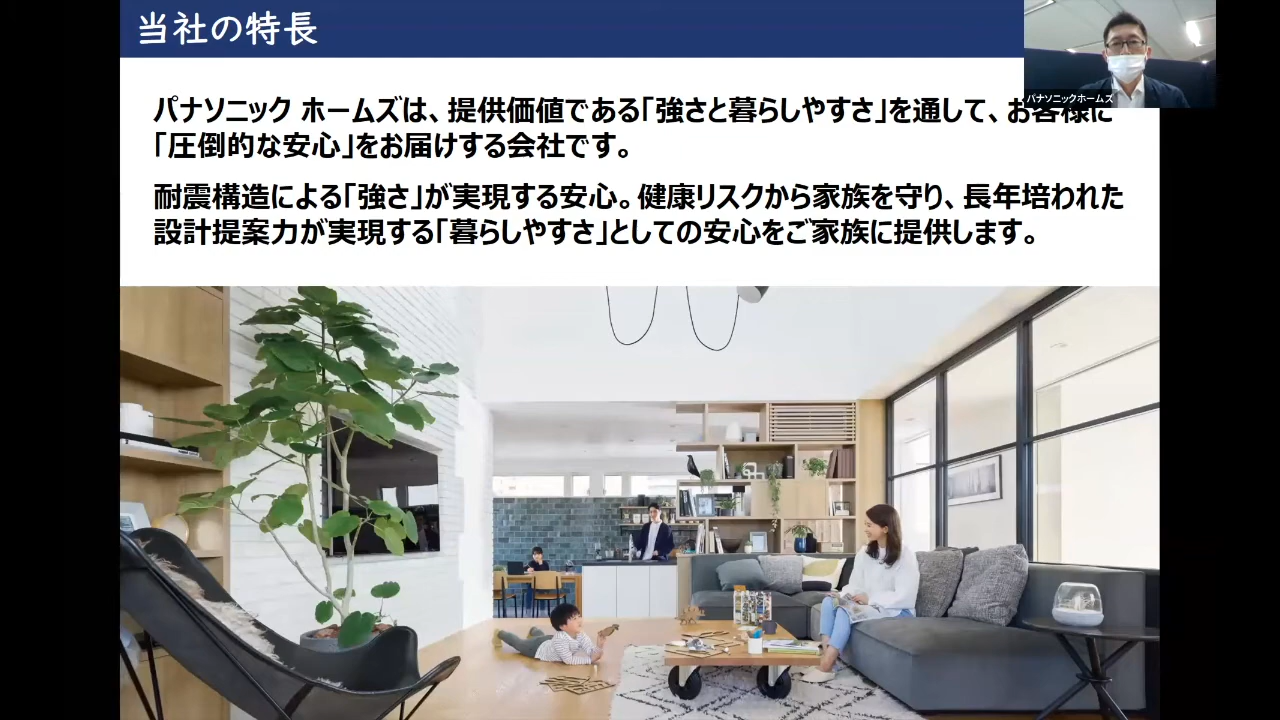 当社の特長
パナソニックホームズ
パナソニック ホームズは、提供価値である「強さと暮らしやすさ」を通して、お客様に
「圧倒的な安心」をお届けする会社です。
耐震構造による「強さ」が実現する安心。健康リスクから家族を守り、長年培われた
設計提案力が実現する「暮らしやすさ」としての安心をご家族に提供します。